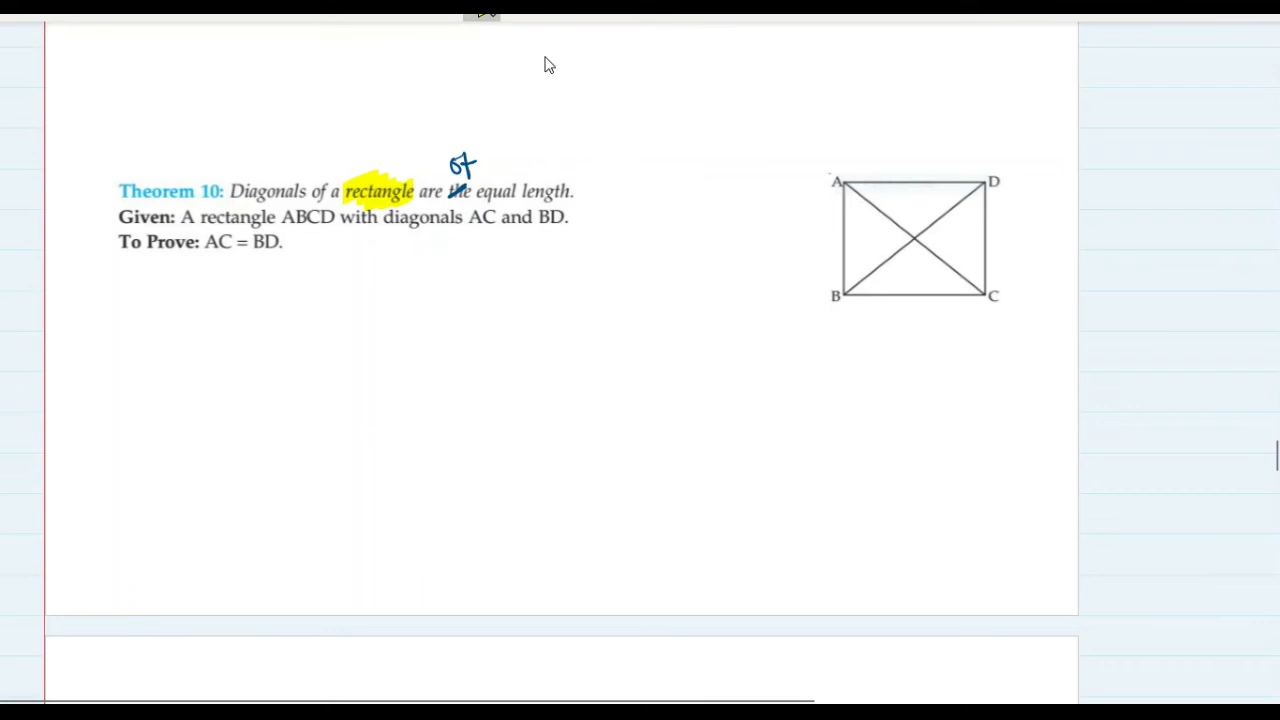 of
Theorem 10: Diagonals of a rectangle are the equal length.
Given: A rectangle ABCD with diagonals AC and BD.
To Prove: AC = BD.
A D
B C